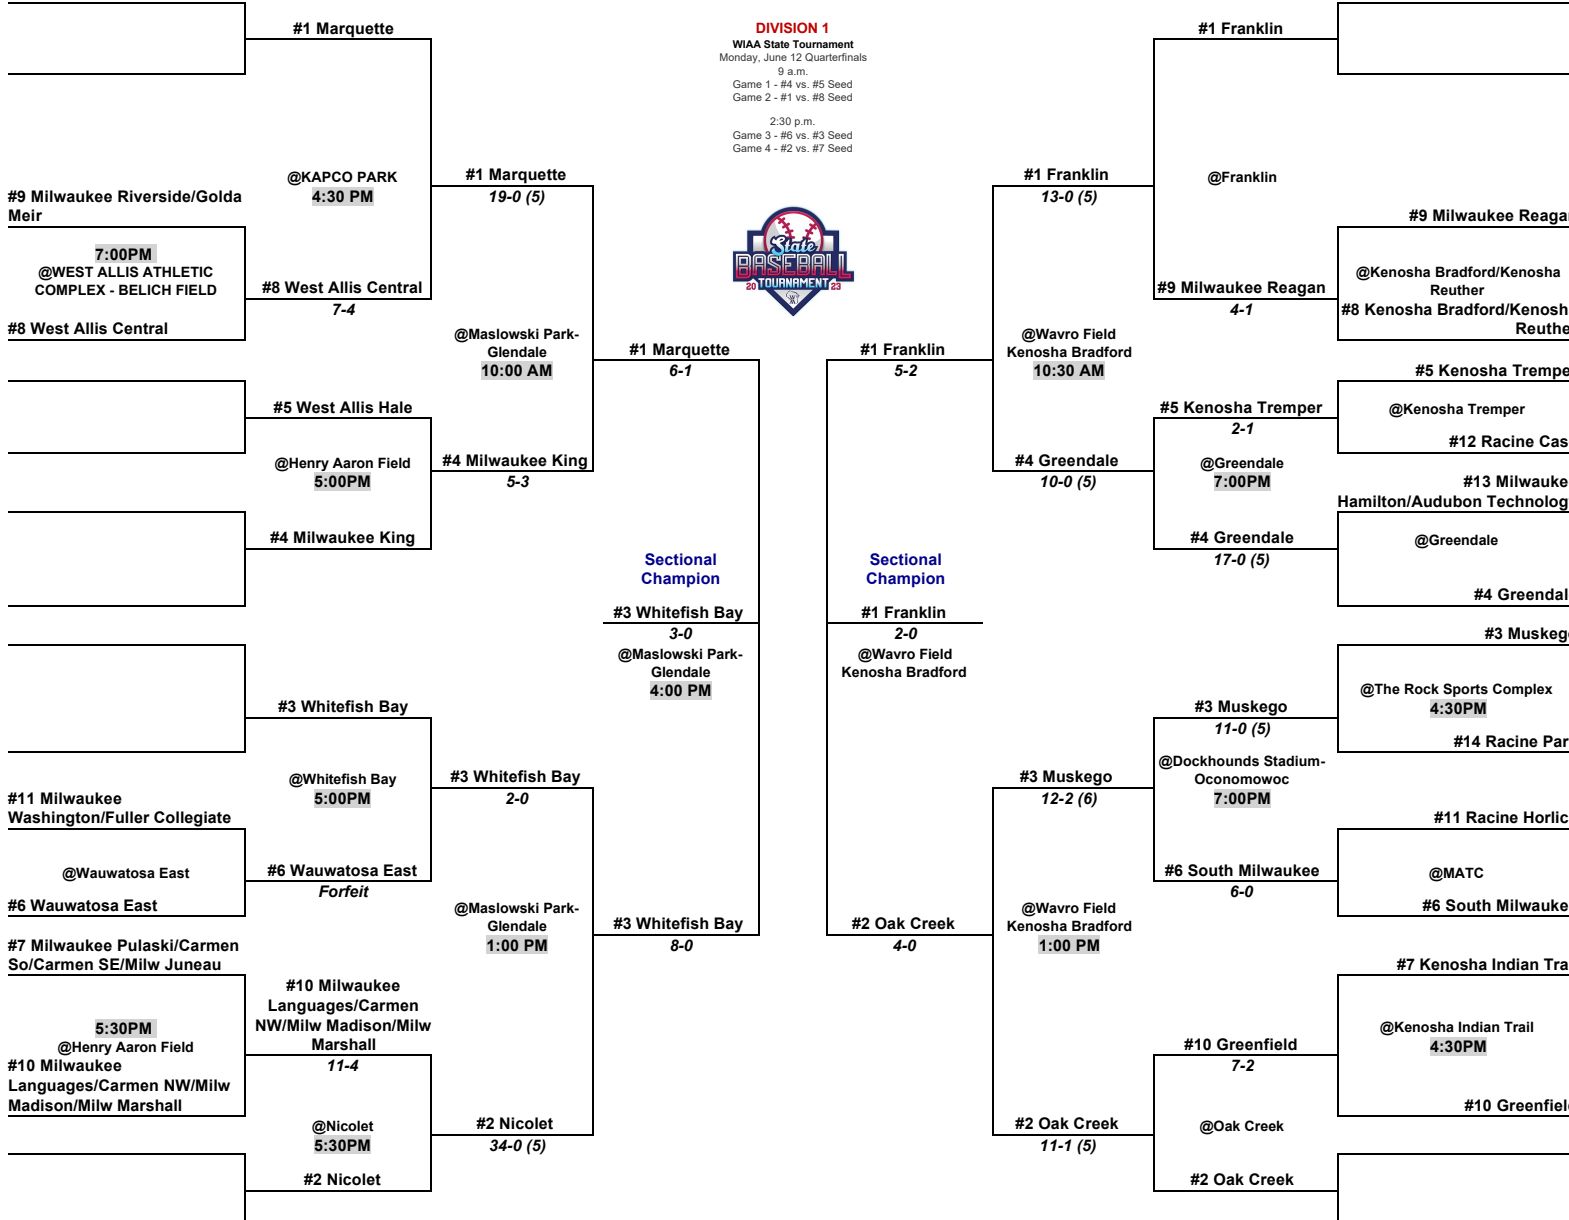 #1 Marquette
DIVISION 1
WIAA State Tournament
Monday, June 12 Quarterfinals
9 a.m.
Game 1 - #4 vs. #5 Seed
Game 2 - #1 vs. #8 Seed
2:30 p.m.
Game 3 - #6 vs. #3 Seed
Game 4 - #2 vs. #7 Seed
#1 Franklin
@KAPCO PARK
4:30 PM
#1 Marquette
19-0 (5)
#1 Franklin
13-0 (5)
@Franklin
#9 Milwaukee Riverside/Golda
Meir
#9 Milwaukee Reagan
State
BASEBALL
TOURNAMENT
20 23
7:00PM
@WEST ALLIS ATHLETIC
COMPLEX - BELICH FIELD
#8 West Allis Central
7-4
#8 West Allis Central
#9 Milwaukee Reagan
4-1
@Kenosha Bradford/Kenosha
Reuther
#8 Kenosha Bradford/Kenosh
Reuthe
@Maslowski Park-
Glendale
10:00 AM
#1 Marquette
6-1
#1 Franklin
5-2
@Wavro Field
Kenosha Bradford
10:30 AM
#5 Kenosha Trempe
#5 West Allis Hale
#5 Kenosha Tremper
2-1
@Kenosha Tremper
#12 Racine Cas
@Henry Aaron Field
5:00PM
#4 Milwaukee King
5-3
#4 Greendale
10-0 (5)
@Greendale
7:00PM
#13 Milwauke
Hamilton/Audubon Technolog
#4 Milwaukee King
#4 Greendale
17-0 (5)
@Greendale
#4 Greendal
Sectional
Champion
#3 Whitefish Bay
3-0
@Maslowski Park-
Glendale
4:00 PM
Sectional
Champion
#1 Franklin
2-0
@Wavro Field
Kenosha Bradford
#3 Muskeg
#3 Whitefish Bay
#3 Muskego
11-0 (5)
@The Rock Sports Complex
4:30PM
#14 Racine Par
@Whitefish Bay
5:00PM
#3 Whitefish Bay
2-0
#3 Muskego
12-2 (6)
@Dockhounds Stadium-
Oconomowoc
7:00PM
#11 Milwaukee
Washington/Fuller Collegiate
#11 Racine Horlic
@Wauwatosa East
#6 Wauwatosa East
Forfeit
#6 Wauwatosa East
#6 South Milwaukee
6-0
@MATC
#6 South Milwauke
@Maslowski Park-
Glendale
1:00 PM
#3 Whitefish Bay
8-0
#2 Oak Creek
4-0
@Wavro Field
Kenosha Bradford
1:00 PM
#7 Milwaukee Pulaski/Carmen
So/Carmen SE/Milw Juneau
#7 Kenosha Indian Tra
#10 Milwaukee
Languages/Carmen
NW/Milw Madison/Milw
Marshall
11-4
5:30PM
@Henry Aaron Field
#10 Milwaukee
Languages/Carmen NW/Milw
Madison/Milw Marshall
#10 Greenfield
7-2
@Kenosha Indian Trail
4:30PM
#10 Greenfiel
@Nicolet
5:30PM
#2 Nicolet
34-0 (5)
#2 Oak Creek
11-1 (5)
@Oak Creek
#2 Nicolet
#2 Oak Creek